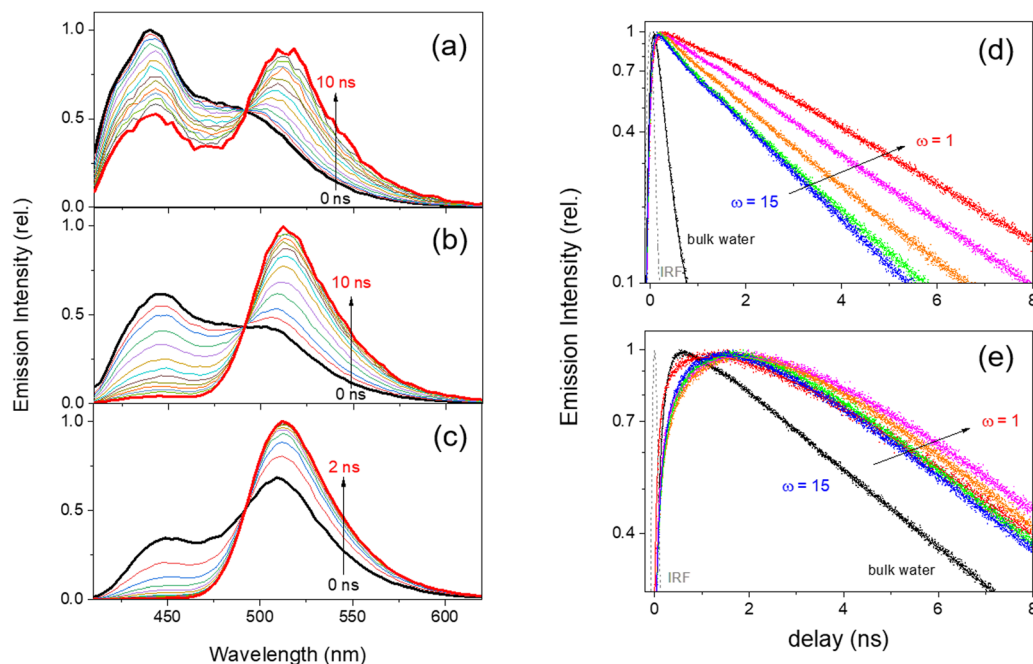 (a)
1.0
0.5
0.0
10 ns
0 ns
(b)
1.0
0.5
0.0
10 ns
0 ns
(c)
1.0
0.5
0.0
2 ns
0 ns
450 500 550 600
Wavelength (nm)
Emission Intensity (rel.)
(d)
1
0.7
0.4
0.1
ω = 1
ω = 15
bulk water
IRF
0 2 4 6 8
Emission Intensity (rel.)
(e)
1
0.7
0.4
ω = 1
ω = 15
bulk water
IRF
0 2 4 6 8
delay (ns)